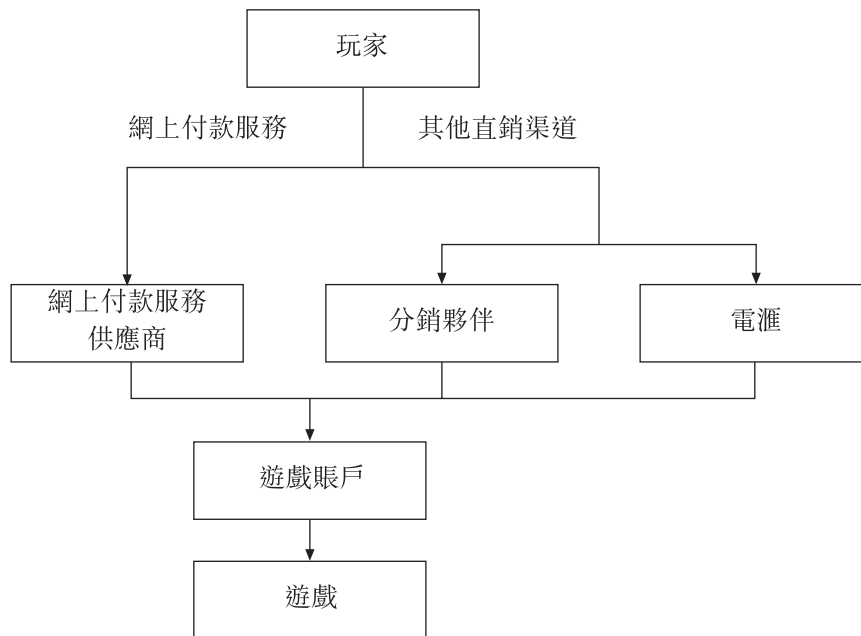 玩家
網上付款服務
其他直銷渠道
網上付款服務
供應商
分銷夥伴
電滙
遊戲賬戶
遊戲